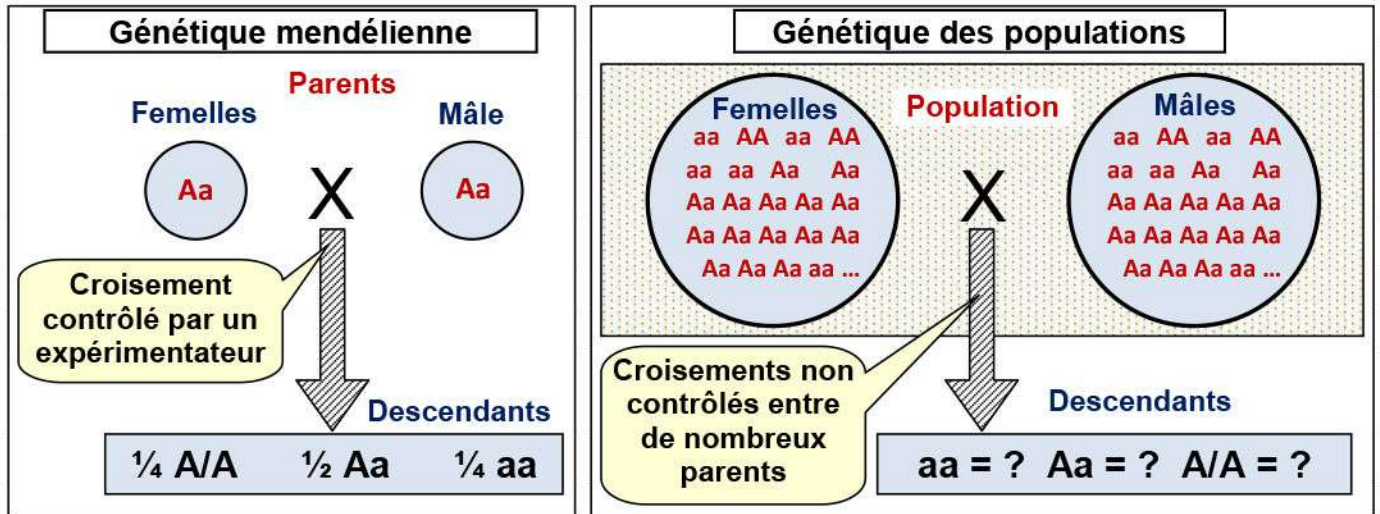 Génétique mendélienne
Parents
Femelles Mâle
Aa X Aa
Croisement
contrôlé par un
expérimentateur
Descendants
¼ A/A ½ Aa ¼ aa
Génétique des populations
Femelles Population Mâles
aa AA aa AA
aa aa Aa Aa
Aa Aa Aa Aa Aa
Aa Aa Aa Aa Aa
Aa Aa Aa aa ...
X
aa AA aa AA
aa aa Aa Aa
Aa Aa Aa Aa Aa
Aa Aa Aa Aa Aa
Aa Aa Aa aa ...
Croisements non
contrôlés entre
de nombreux
parents
Descendants
aa = ? Aa = ? A/A = ?